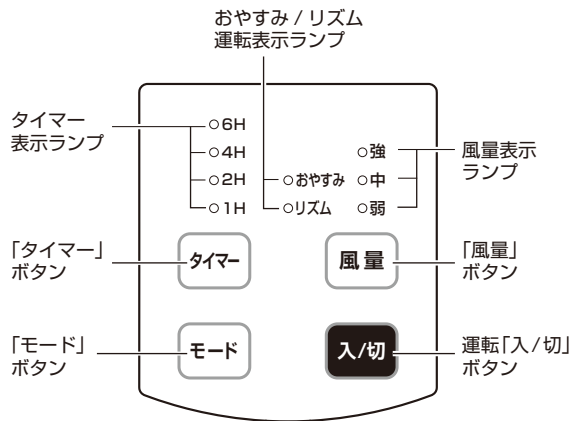 おやすみ / リズム
運転表示ランプ
タイマー
表示ランプ
6H
4H
2H
1H
おやすみ
リズム
強
中
弱
風量表示
ランプ
「タイマー」
ボタン
タイマー
風量
「風量」
ボタン
「モード」
ボタン
モード
入/切
運転「入/切」
ボタン